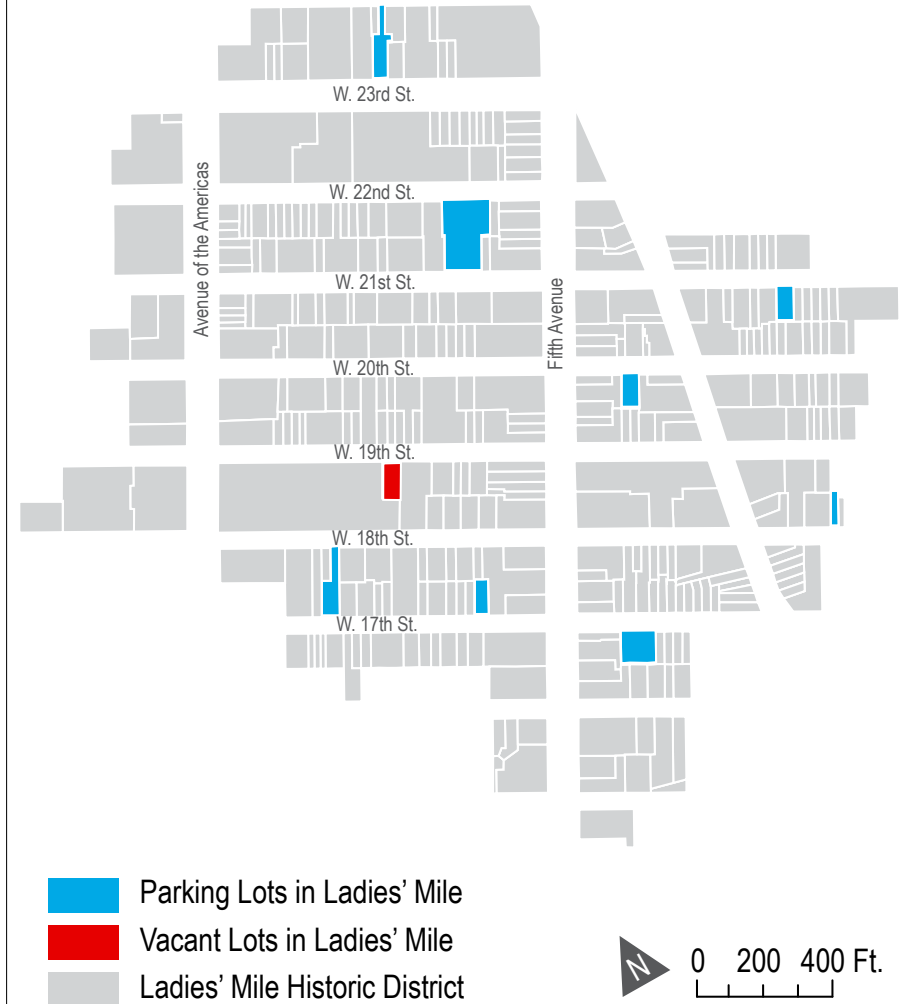 W. 23rd St.
W. 22nd St.
Avenue of the Americas
W. 21st St.
Fifth Avenue
W. 20th St.
W. 19th St.
W. 18th St.
W. 17th St.
Parking Lots in Ladies’ Mile
Vacant Lots in Ladies’ Mile
Ladies’ Mile Historic District
N
0 200 400 Ft.